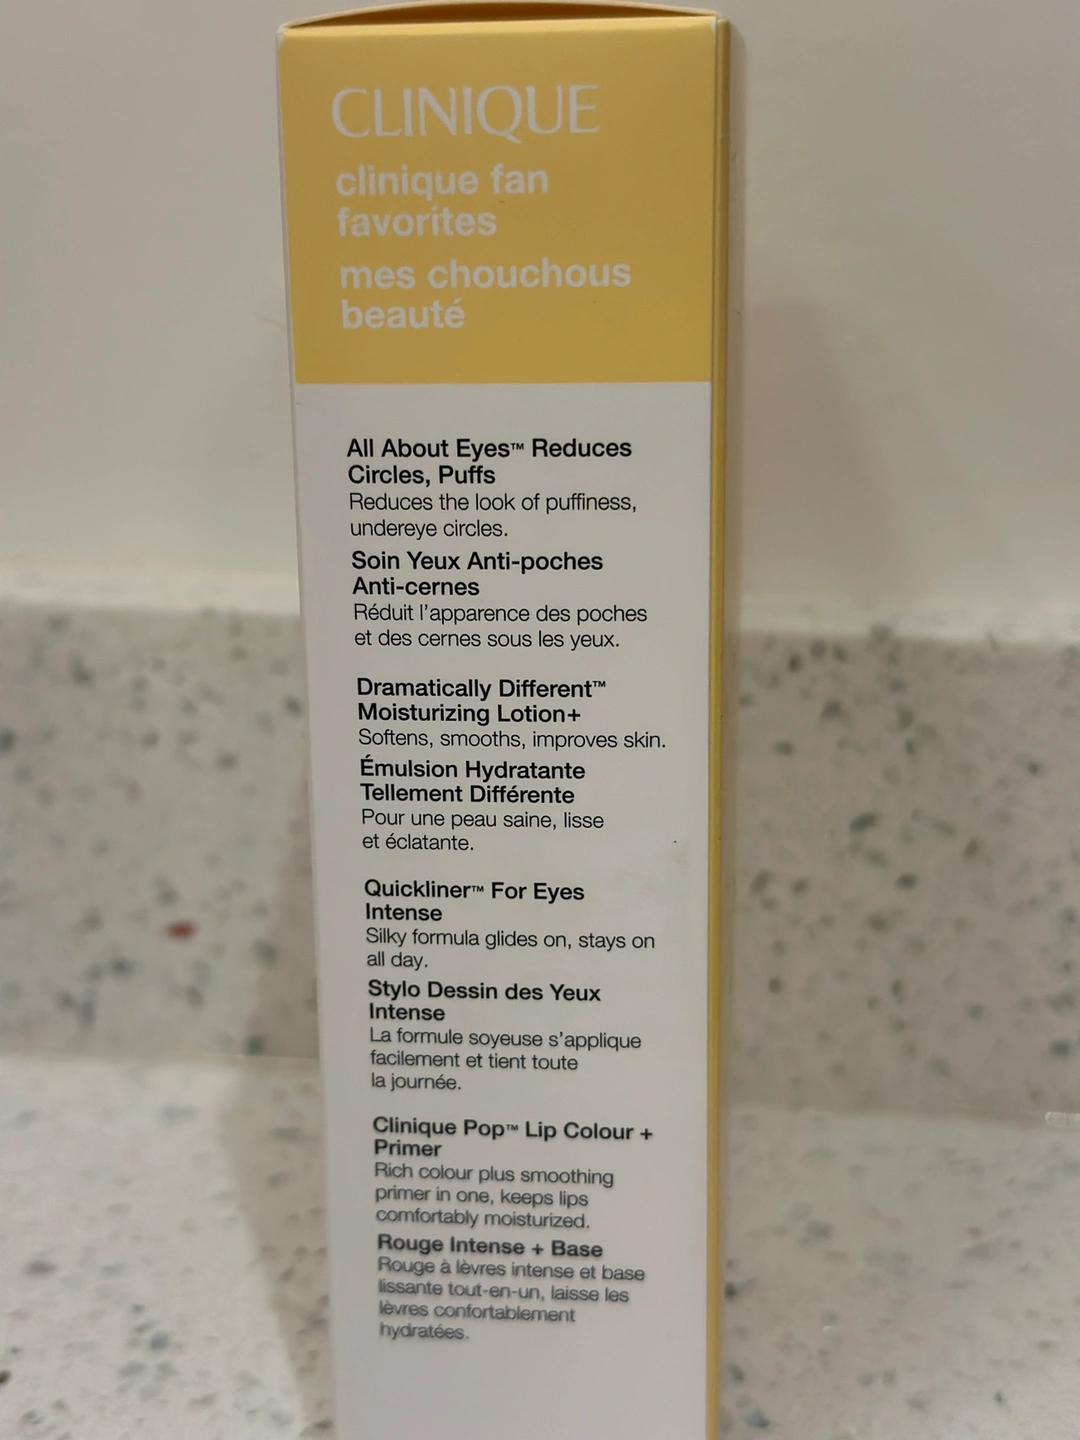 CLINIQUE
clinique fan
favorites
mes chouchous
beauté
All About Eyes™ Reduces
Circles, Puffs
Reduces the look of puffiness,
undereye circles.
Soin Yeux Anti-poches
Anti-cernes
Réduit l'apparence des poches
et des cernes sous les yeux.
Dramatically Different™
Moisturizing Lotion+
Softens, smooths, improves skin.
Émulsion Hydratante
Tellement Différente
Pour une peau saine, lisse
et éclatante.
Quickliner™ For Eyes
Intense
Silky formula glides on, stays on
all day.
Stylo Dessin des Yeux
Intense
La formule soyeuse s'applique
facilement et tient toute
la journée.
Clinique Pop™ Lip Colour +
Primer
Rich colour plus smoothing
primer in one, keeps lips
comfortably moisturized.
Rouge Intense + Base
Rouge à lèvres intense et base
lissante tout-en-un, laisse les
lèvres confortablement
hydratées.